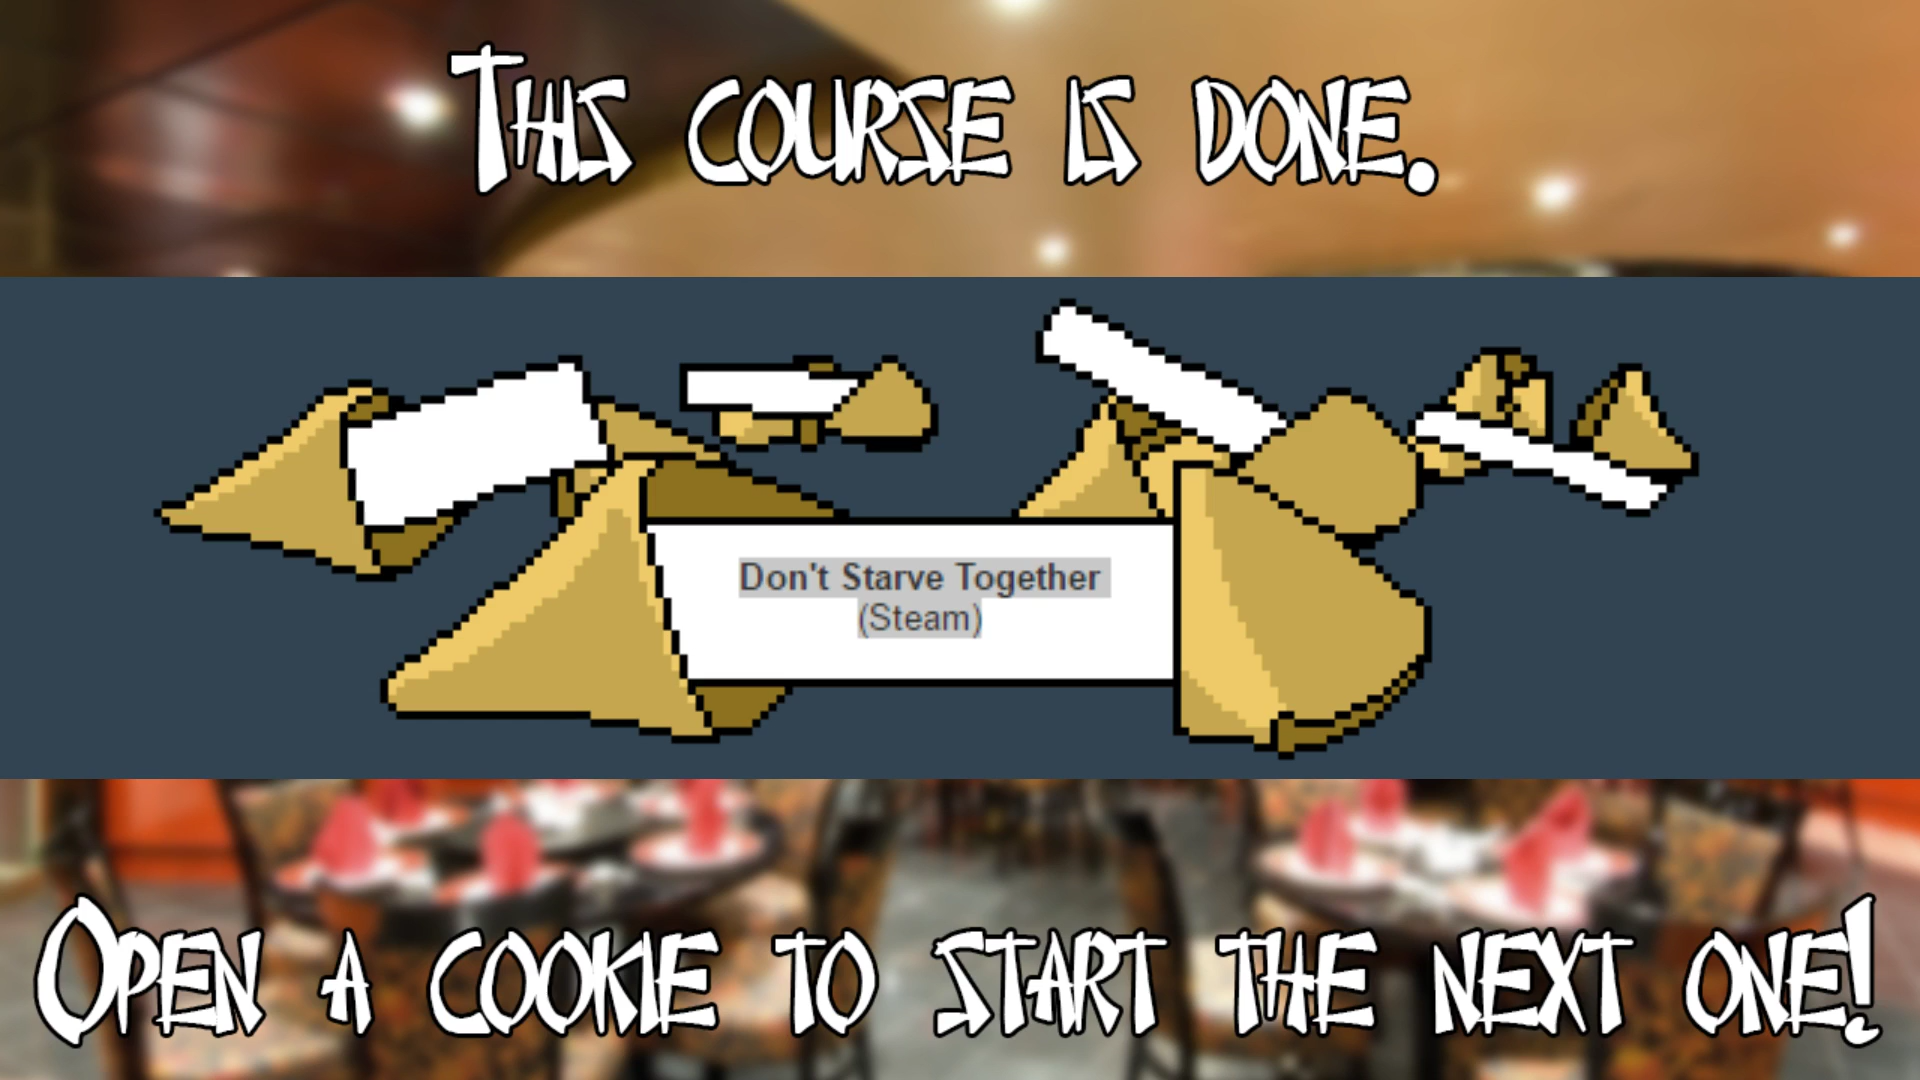 This course is done.
Don't Starve Together
(Steam)
Open a cookie to start the next one!